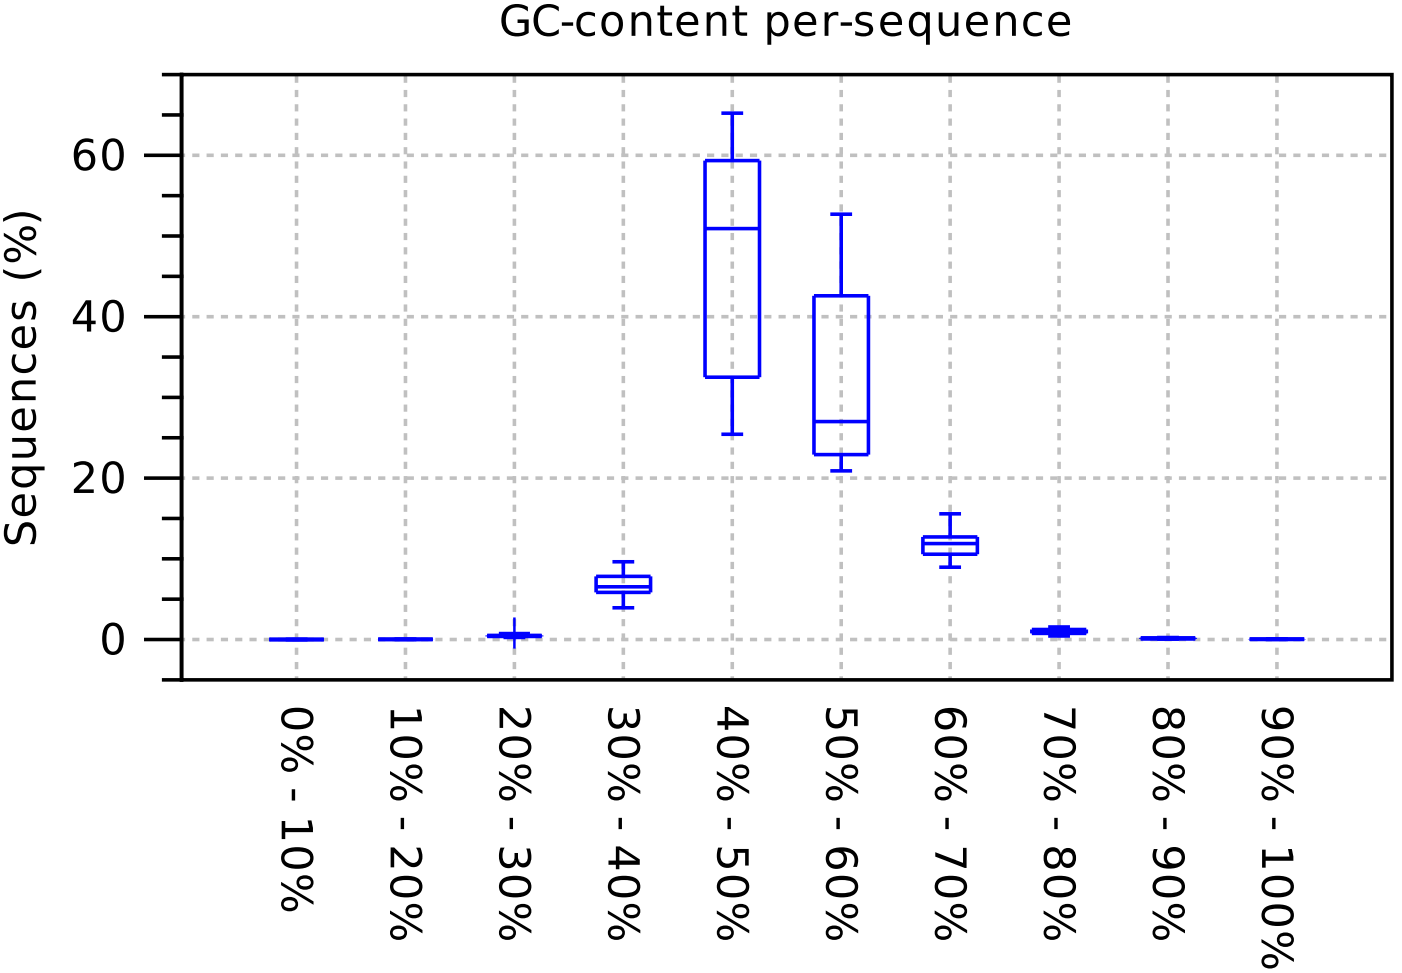 GC-content per-sequence
Sequences (%)
60
40
20
0
0% - 10%
10% - 20%
20% - 30%
30% - 40%
40% - 50%
50% - 60%
60% - 70%
70% - 80%
80% - 90%
90% - 100%